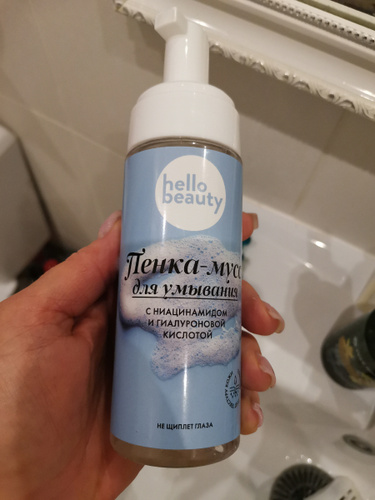 hello
beauty
Пенка-мусс
для умывания
С НИАЦИНАМИДОМ
И ГИАЛУРОНОВОЙ
КИСЛОТОЙ
НЕ ЩИПЛЕТ ГЛАЗА